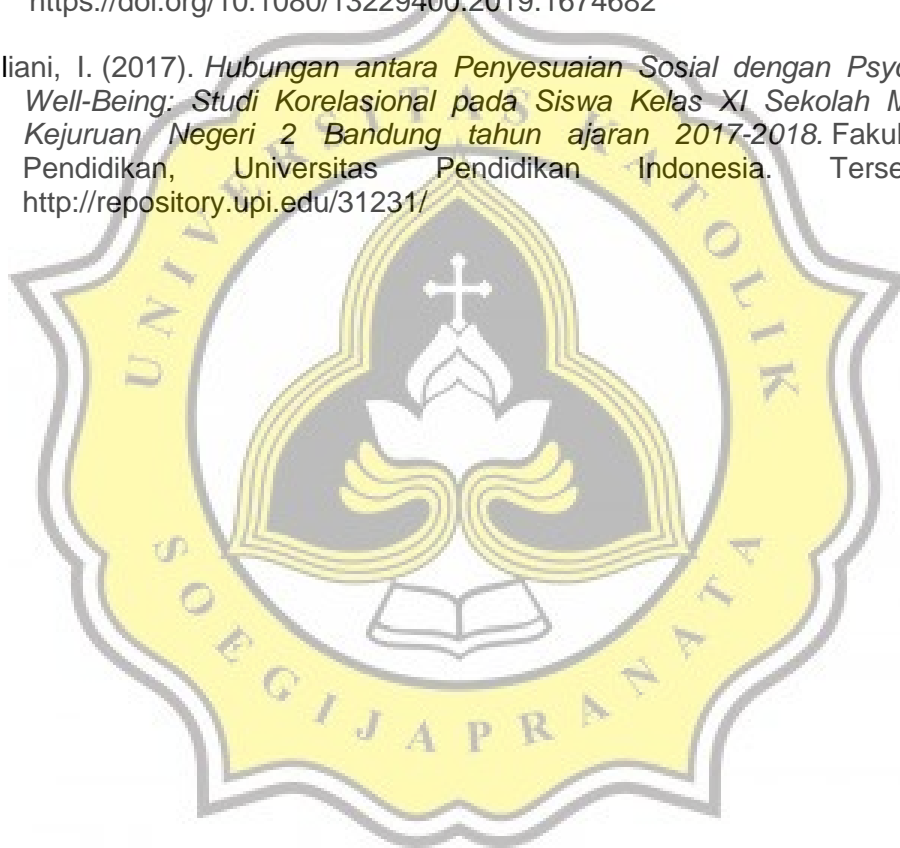 https://doi.org/10.1080/13229400.2019.1674682
liani, I. (2017). Hubungan antara Penyesuaian Sosial dengan Psyc
Well-Being: Studi Korelasional pada Siswa Kelas XI Sekolah M
Kejuruan Negeri 2 Bandung tahun ajaran 2017-2018. Fakul
Pendidikan, Universitas Pendidikan Indonesia. Terse
http://repository.upi.edu/31231/
UNIVERSITAS KATOLIK
SOEGIJAPRANATA